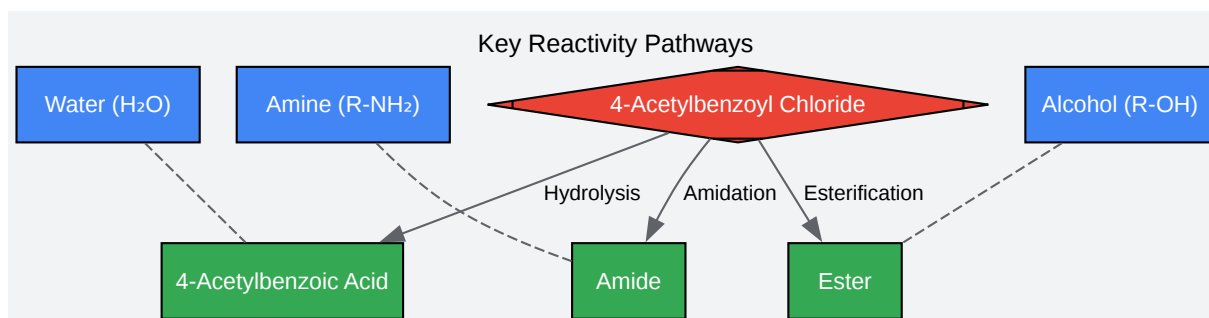 Key Reactivity Pathways
Water (H₂O)
Amine (R-NH₂)
4-Acetylbenzoyl Chloride
Alcohol (R-OH)
Hydrolysis
Amidation
Esterification
4-Acetylbenzoic Acid
Amide
Ester